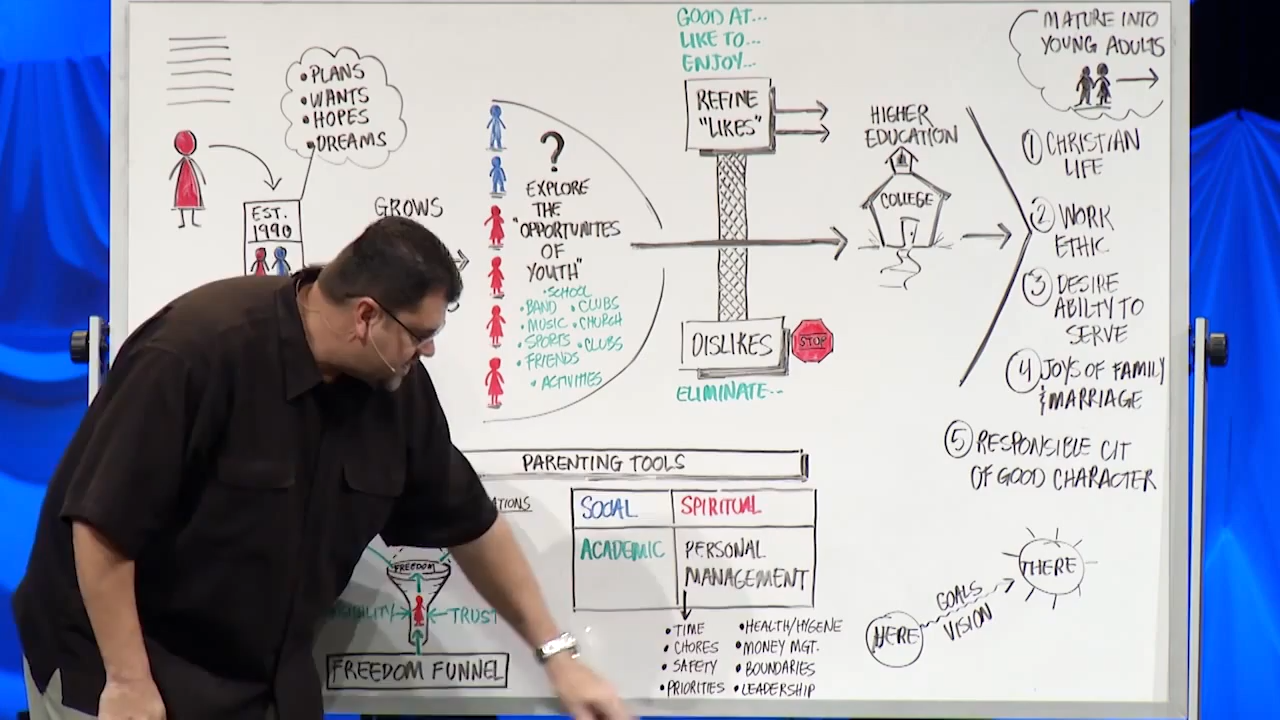 • PLANS
• WANTS
• HOPES
• DREAMS
EST.
1990
GROWS
?
EXPLORE
THE
"OPPORTUNITES
OF
YOUTH"
• SCHOOL
• BAND • CLUBS
• MUSIC • CHURCH
• SPORTS • CLUBS
• FRIENDS
• ACTIVITIES
GOOD AT...
LIKE TO...
ENJOY...
REFINE
"LIKES"
DISLIKES
STOP
ELIMINATE...
HIGHER
EDUCATION
COLLEGE
MATURE INTO
YOUNG ADULTS
① CHRISTIAN
LIFE
② WORK
ETHIC
③ DESIRE
ABILTY TO
SERVE
④ JOYS OF FAMILY
& MARRIAGE
⑤ RESPONSIBLE CIT
OF GOOD CHARACTER
PARENTING TOOLS
FREEDOM
TRUST
FREEDOM FUNNEL
SOCIAL
SPIRITUAL
ACADEMIC
PERSONAL
MANAGEMENT
• TIME
• CHORES
• SAFETY
• PRIORITIES
• HEALTH/HYGENE
• MONEY MGT.
• BOUNDARIES
• LEADERSHIP
HERE
GOALS
VISION
THERE